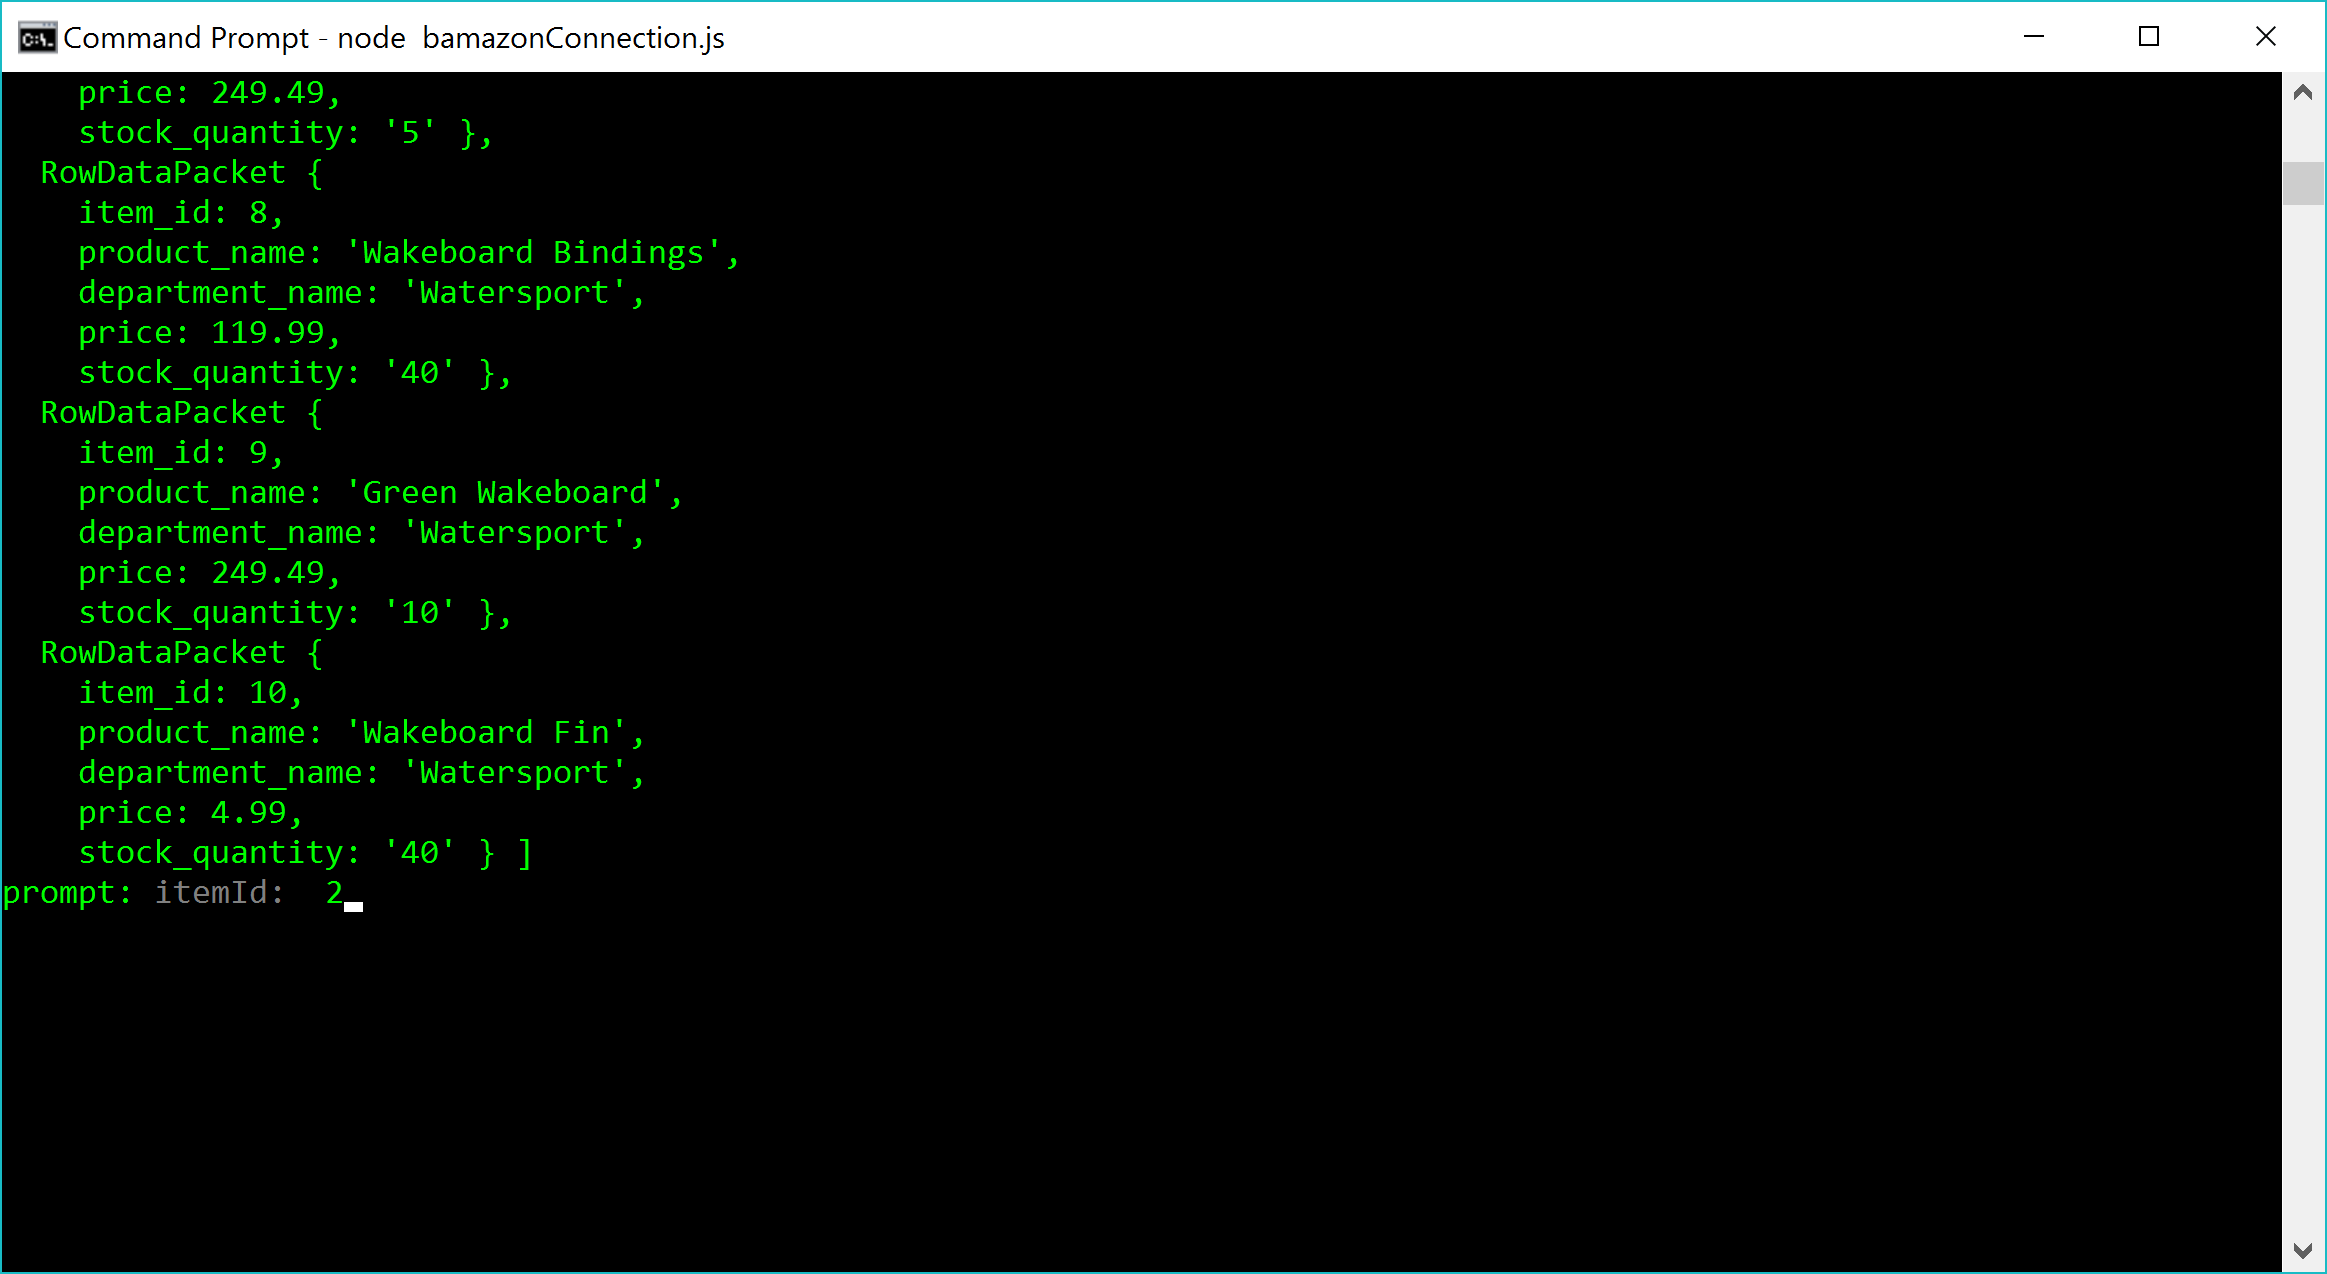 Command Prompt - node  bamazonConnection.js
    price: 249.49,
    stock_quantity: '5' },
  RowDataPacket {
    item_id: 8,
    product_name: 'Wakeboard Bindings',
    department_name: 'Watersport',
    price: 119.99,
    stock_quantity: '40' },
  RowDataPacket {
    item_id: 9,
    product_name: 'Green Wakeboard',
    department_name: 'Watersport',
    price: 249.49,
    stock_quantity: '10' },
  RowDataPacket {
    item_id: 10,
    product_name: 'Wakeboard Fin',
    department_name: 'Watersport',
    price: 4.99,
    stock_quantity: '40' } ]
prompt: itemId:  2